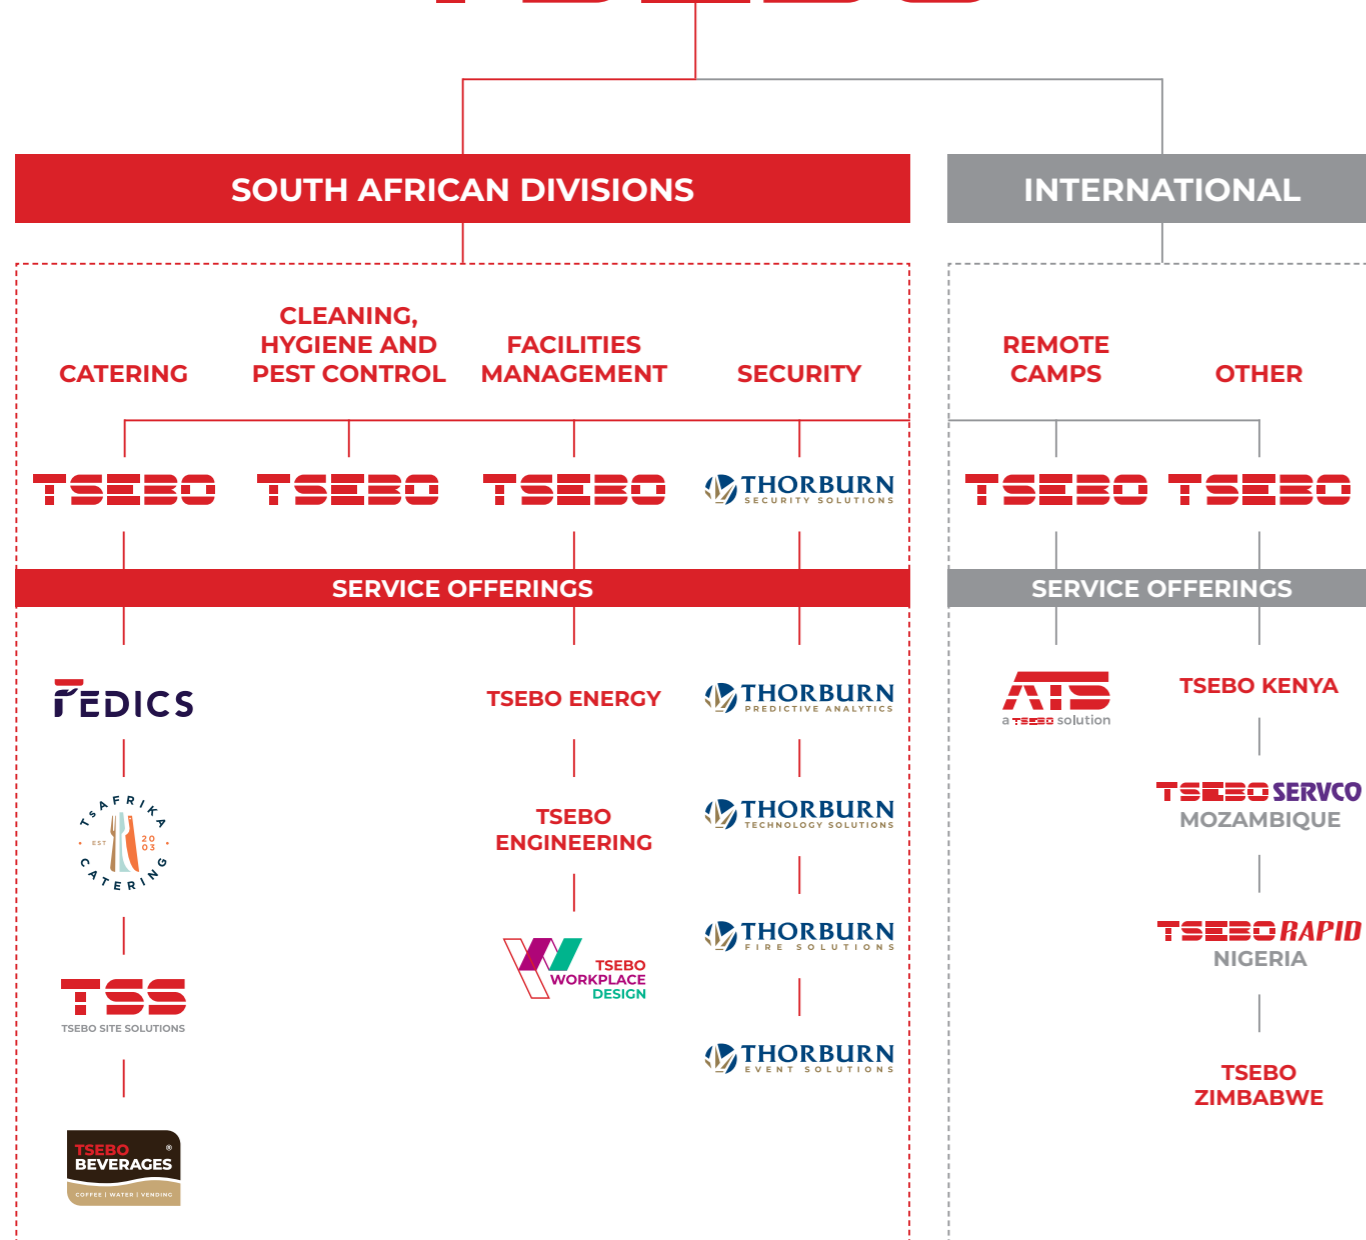 TSEBO
SOUTH AFRICAN DIVISIONS
CATERING
CLEANING,
HYGIENE AND
PEST CONTROL
FACILITIES
MANAGEMENT
SECURITY
TSEBO
TSEBO
TSEBO
THORBURN
SECURITY SOLUTIONS
SERVICE OFFERINGS
FEDICS
TSAFRIKA
EST
20
03
CATERING
TSS
TSEBO SITE SOLUTIONS
TSEBO
BEVERAGES
®
COFFEE | WATER | VENDING
TSEBO ENERGY
TSEBO
ENGINEERING
TSEBO
WORKPLACE
DESIGN
THORBURN
PREDICTIVE ANALYTICS
THORBURN
TECHNOLOGY SOLUTIONS
THORBURN
FIRE SOLUTIONS
THORBURN
EVENT SOLUTIONS
INTERNATIONAL
REMOTE
CAMPS
OTHER
TSEBO
TSEBO
SERVICE OFFERINGS
ATS
a TSEBO solution
TSEBO KENYA
TSEBO SERVCO
MOZAMBIQUE
TSEBO RAPID
NIGERIA
TSEBO
ZIMBABWE